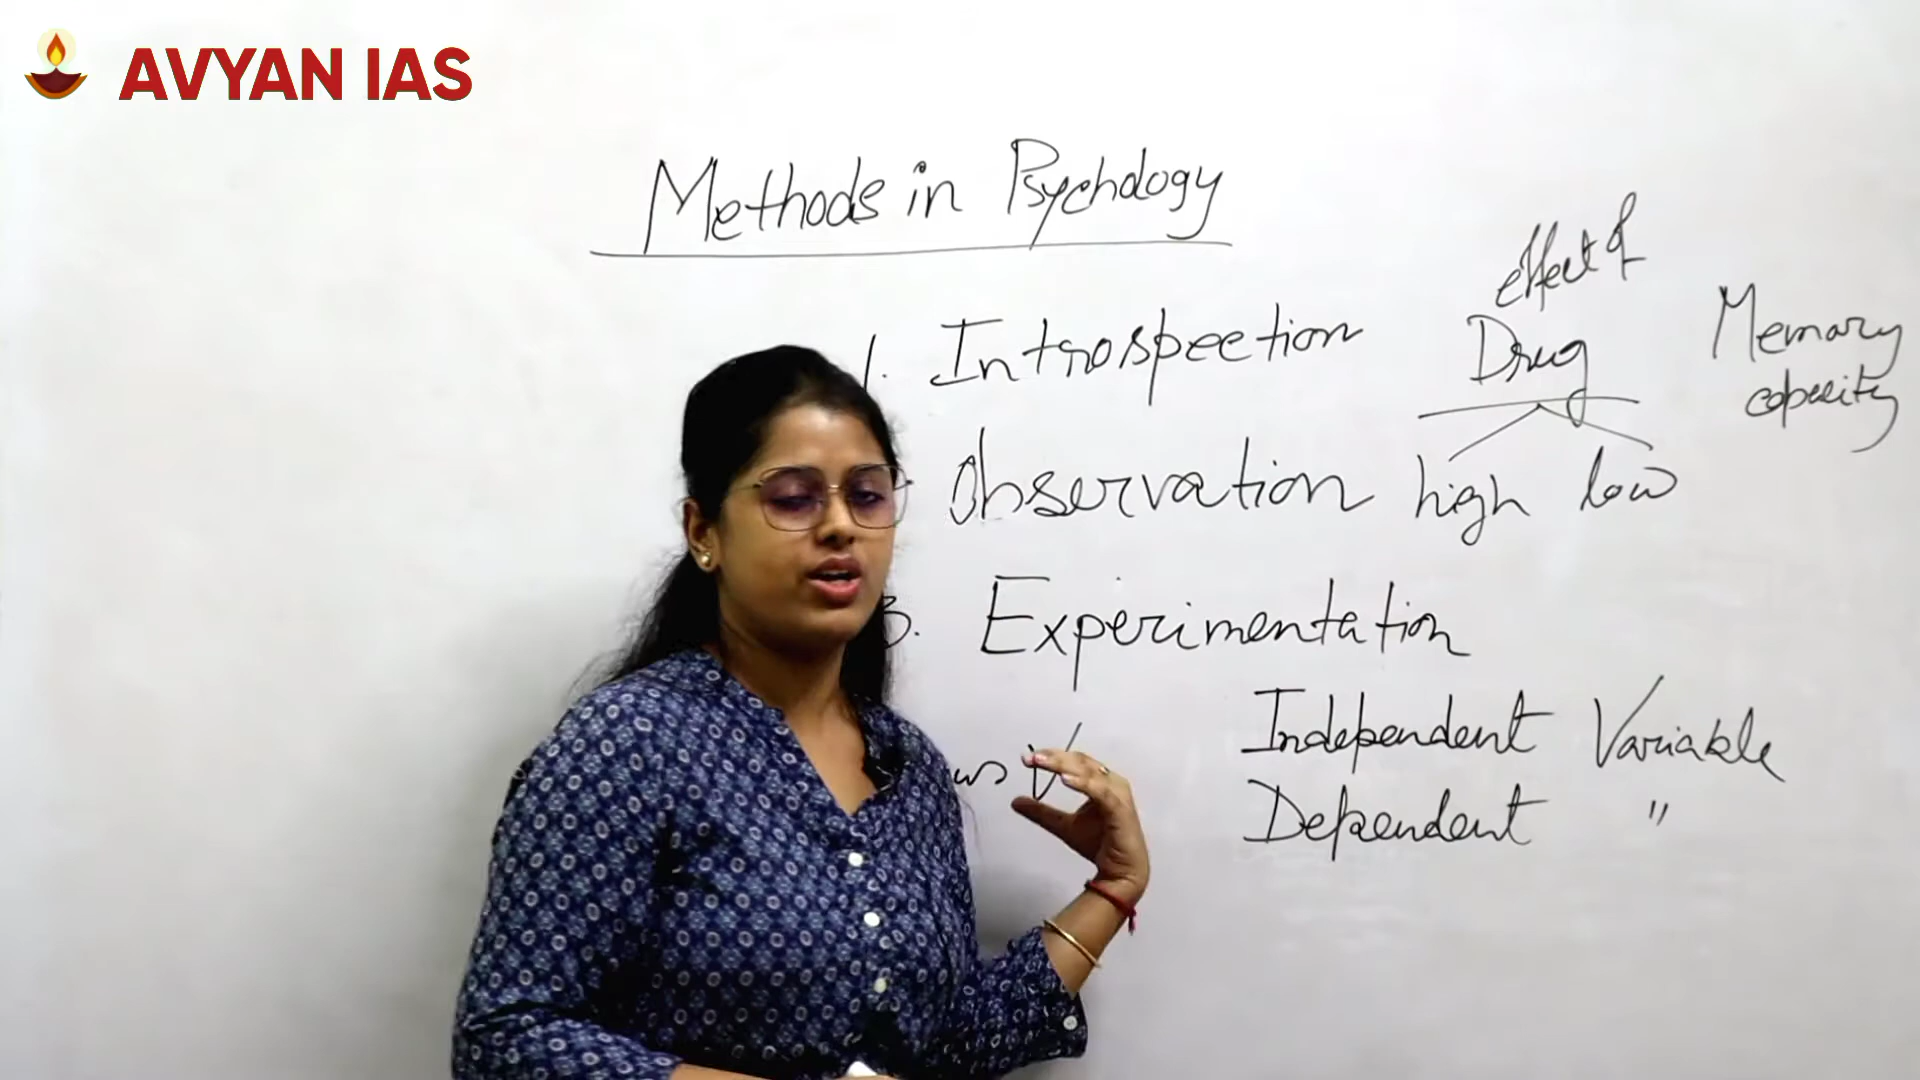 AVYAN IAS
Methods in Psychology
1. Introspection
Observation
3. Experimentation
effect of
Drug
high low
Memory
capacity
Independent Variable
Dependent "